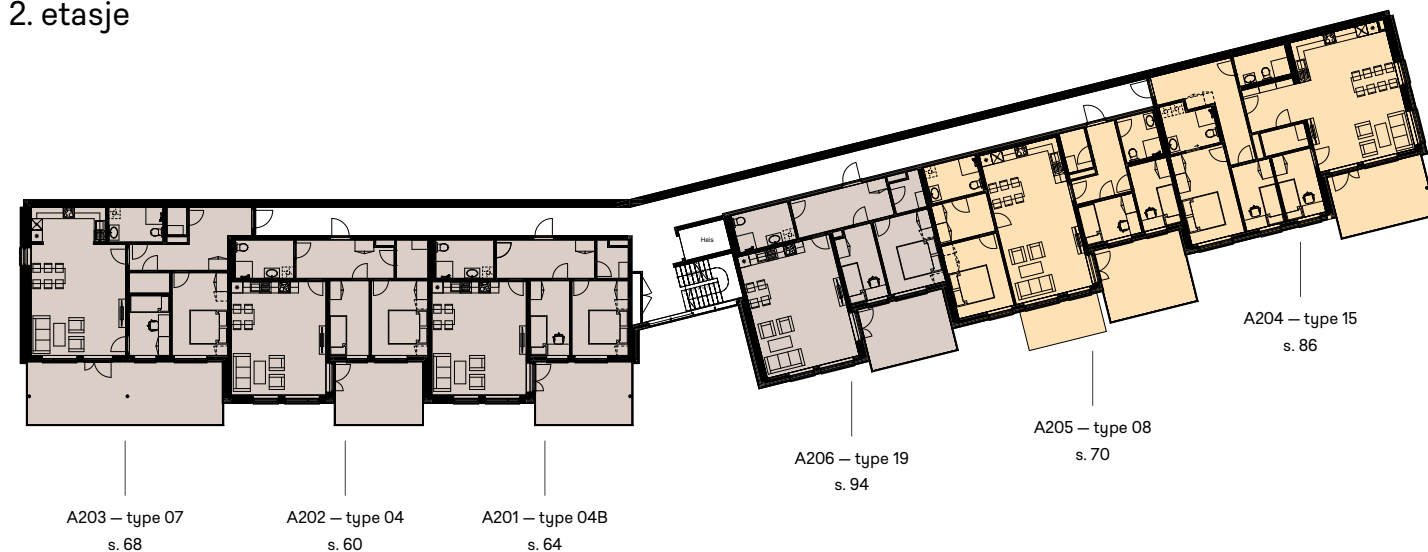 2. etasje
Heis
A204 – type 15
s. 86
A205 – type 08
s. 70
A206 – type 19
s. 94
A203 – type 07
s. 68
A202 – type 04
s. 60
A201 – type 04B
s. 64